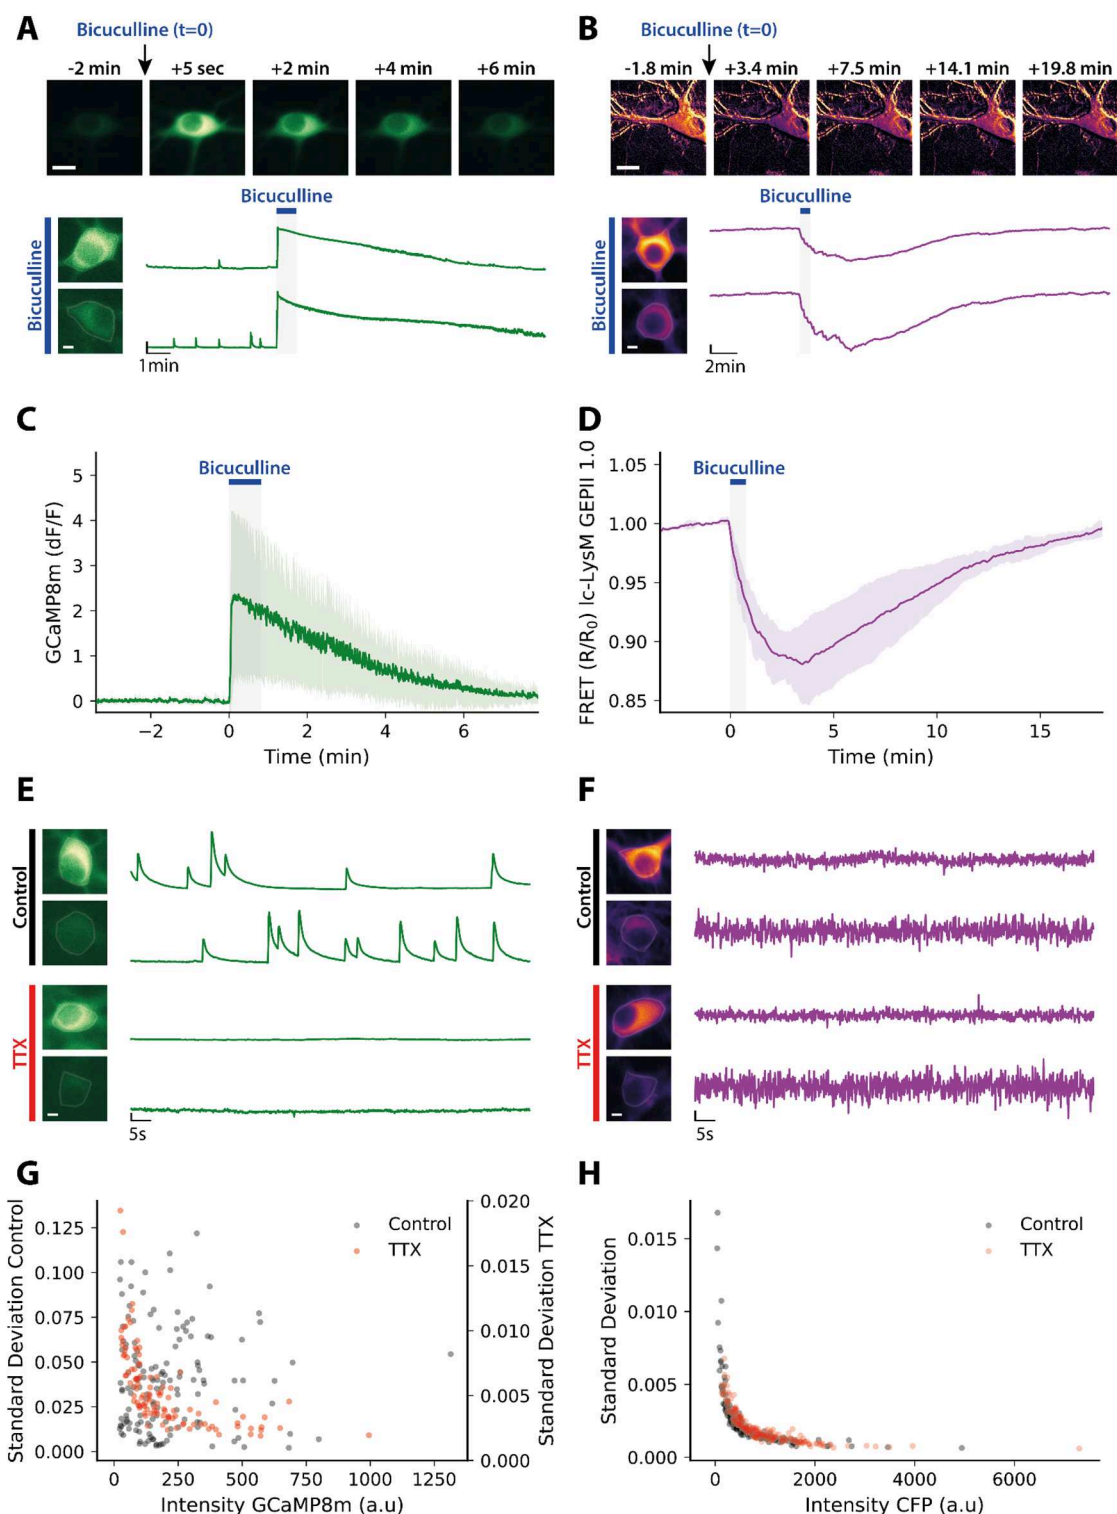 A
Bicuculline (t=0)
-2 min
+5 sec
+2 min
+4 min
+6 min
Bicuculline
Bicuculline
1min
B
Bicuculline (t=0)
-1.8 min
+3.4 min
+7.5 min
+14.1 min
+19.8 min
Bicuculline
Bicuculline
2min
C
Bicuculline
GCaMP8m (dF/F)
5
4
3
2
1
0
−2
0
2
4
6
Time (min)
D
Bicuculline
FRET (R/R0) lc-LysM GEPII 1.0
1.05
1.00
0.95
0.90
0.85
0
5
10
15
Time (min)
E
Control
TTX
5s
F
Control
TTX
5s
G
Standard Deviation Control
0.125
0.100
0.075
0.050
0.025
0.000
0
250
500
750
1000
1250
Intensity GCaMP8m (a.u)
Control
TTX
0.020
0.015
0.010
0.005
0.000
Standard Deviation TTX
H
Standard Deviation
0.015
0.010
0.005
0.000
0
2000
4000
6000
Intensity CFP (a.u)
Control
TTX